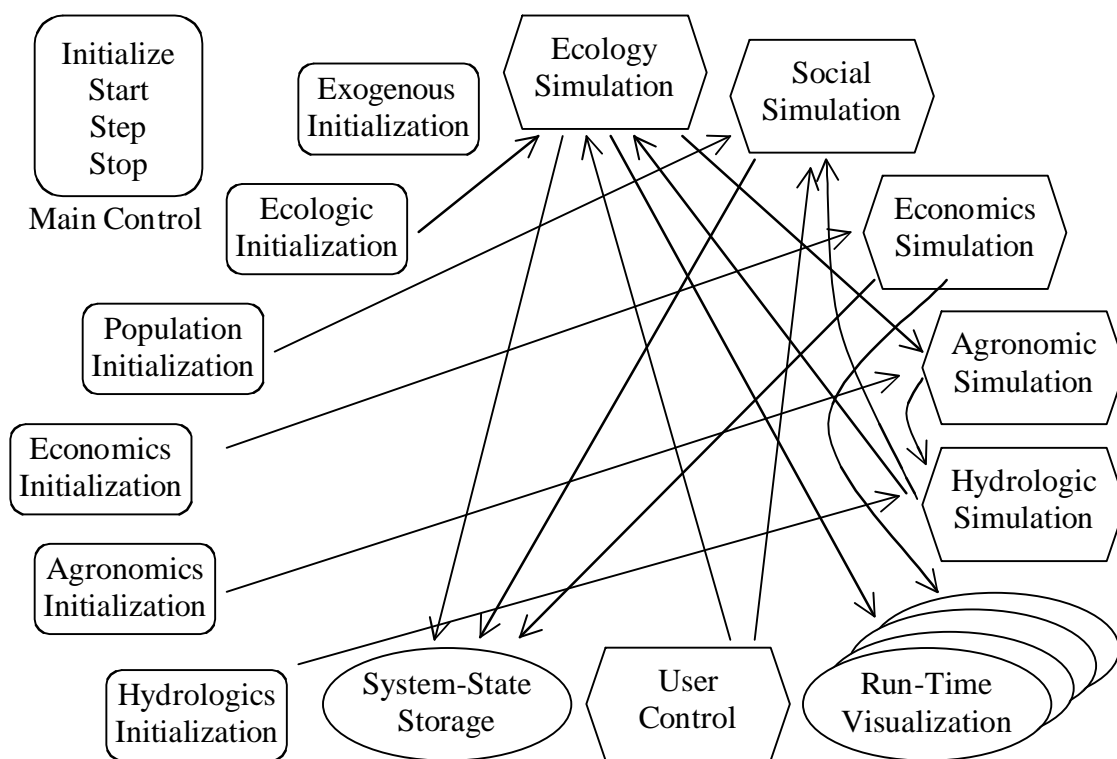 Initialize
Start
Step
Stop
Main Control
Exogenous
Initialization
Ecology
Simulation
Social
Simulation
Ecologic
Initialization
Economics
Simulation
Population
Initialization
Agronomic
Simulation
Economics
Initialization
Hydrologic
Simulation
Agronomics
Initialization
Hydrologics
Initialization
System-State
Storage
User
Control
Run-Time
Visualization